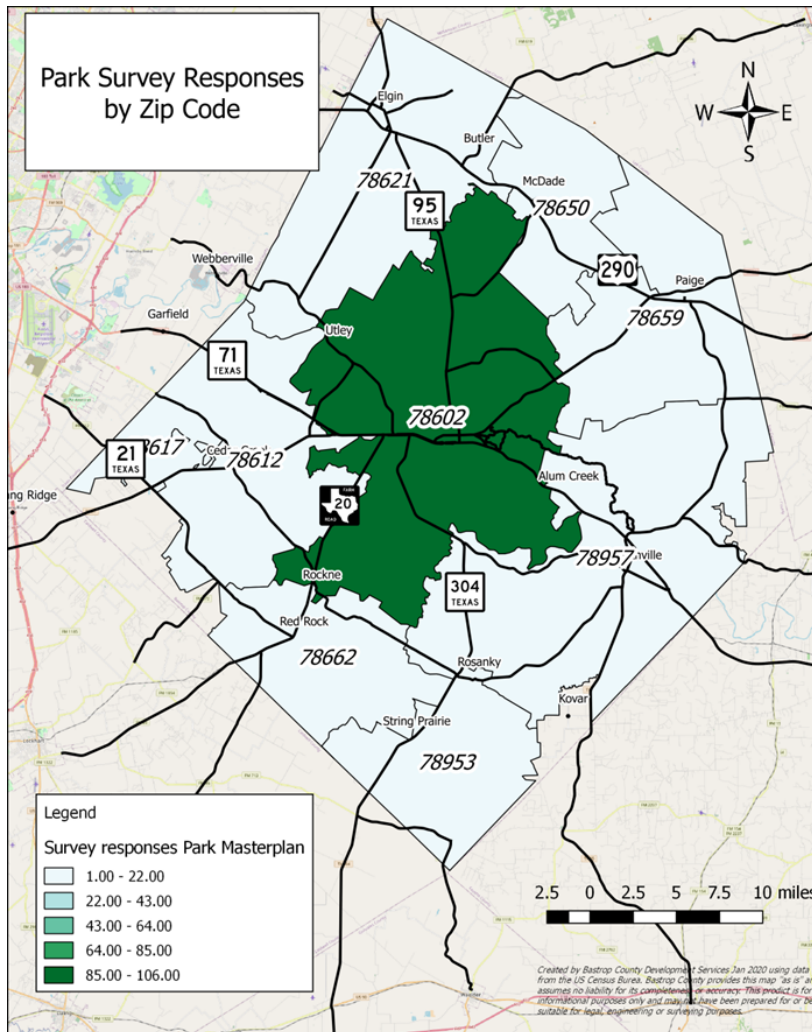 Park Survey Responses
by Zip Code
N
W E
S
Elgin
Butler
78621
McDade
95
TEXAS
78650
Webberville
290
Paige
Garfield
78659
Utley
71
TEXAS
78602
21
TEXAS
78612
Alum Creek
20
Rockne
78957
304
TEXAS
Red Rock
78662
Rosanky
Kovar
String Prairie
78953
Legend
Survey responses Park Masterplan
1.00 - 22.00
22.00 - 43.00
43.00 - 64.00
64.00 - 85.00
85.00 - 106.00
2.5 0 2.5 5 7.5 10 miles
Created by Bastrop County Development Services Jan 2020 using data
from the US Census Burea. Bastrop County provides this map "as is" an
assumes no liability for its completeness or accuracy. This product is for
informational purposes only and may not have been prepared for or be
suitable for legal, engineering or surveying purposes.